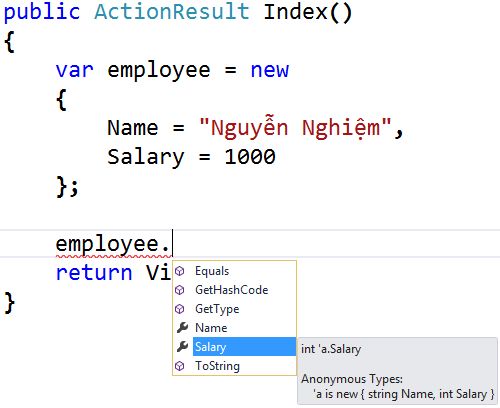 public ActionResult Index()
{
var employee = new
{
Name = "Nguyễn Nghiệm",
Salary = 1000
};
employee.
return Vi
}
Equals
GetHashCode
GetType
Name
Salary
ToString
int 'a.Salary
Anonymous Types:
'a is new { string Name, int Salary }